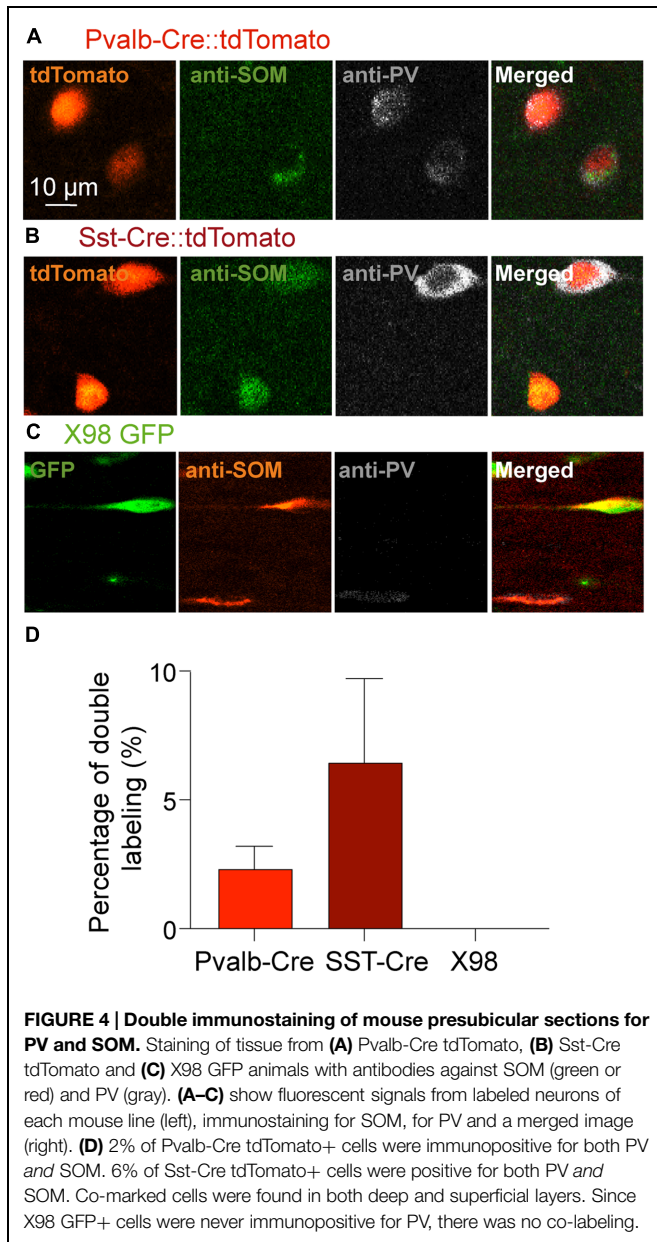 A Pvalb-Cre::tdTomato
tdTomato anti-SOM anti-PV Merged
10 µm
B Sst-Cre::tdTomato
tdTomato anti-SOM anti-PV Merged
C X98 GFP
GFP anti-SOM anti-PV Merged
D
Percentage of double
labeling (%)
10
5
0
Pvalb-Cre SST-Cre X98
FIGURE 4 | Double immunostaining of mouse presubicular sections for
PV and SOM. Staining of tissue from (A) Pvalb-Cre tdTomato, (B) Sst-Cre
tdTomato and (C) X98 GFP animals with antibodies against SOM (green or
red) and PV (gray). (A–C) show fluorescent signals from labeled neurons of
each mouse line (left), immunostaining for SOM, for PV and a merged image
(right). (D) 2% of Pvalb-Cre tdTomato+ cells were immunopositive for both PV
and SOM. 6% of Sst-Cre tdTomato+ cells were positive for both PV and
SOM. Co-marked cells were found in both deep and superficial layers. Since
X98 GFP+ cells were never immunopositive for PV, there was no co-labeling.